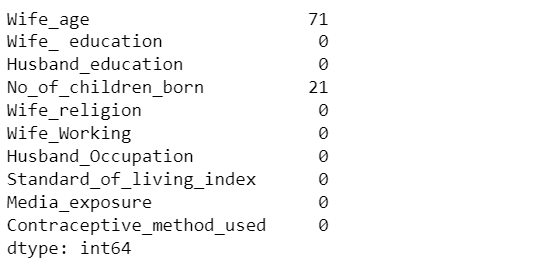 Wife_age 71
Wife_ education 0
Husband_education 0
No_of_children_born 21
Wife_religion 0
Wife_Working 0
Husband_Occupation 0
Standard_of_living_index 0
Media_exposure 0
Contraceptive_method_used 0
dtype: int64